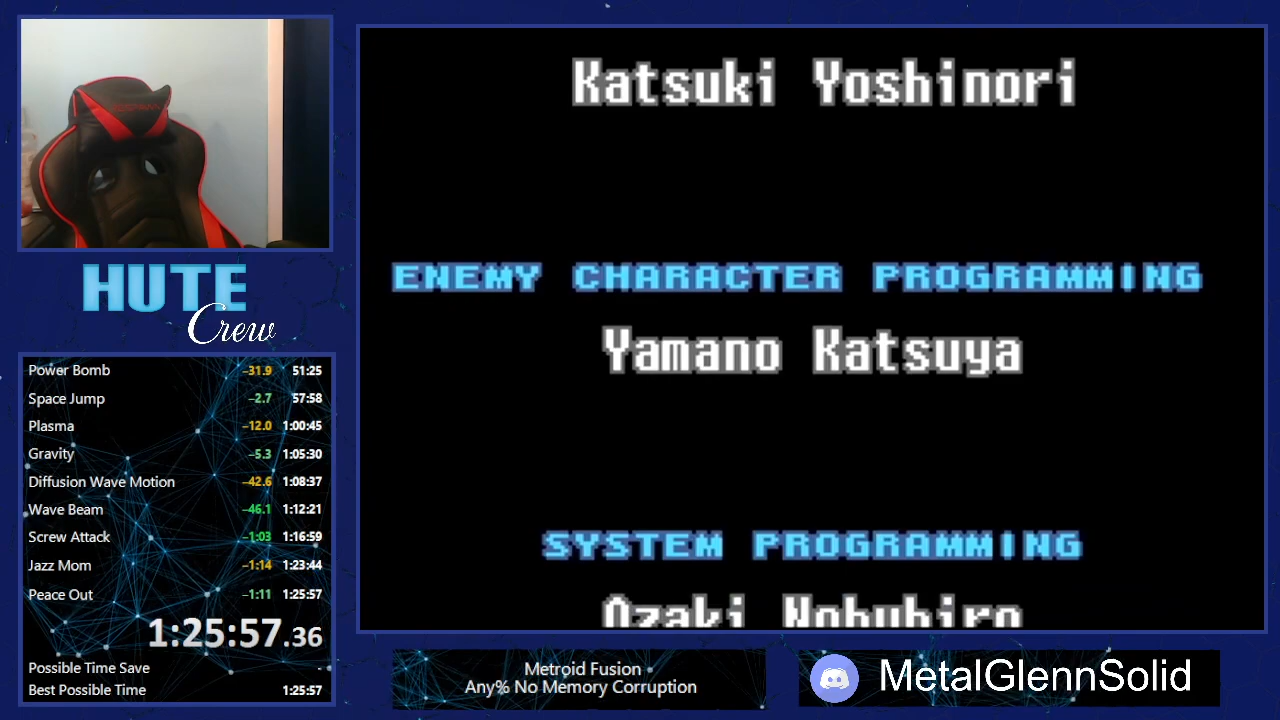 Katsuki Yoshinori
ENEMY CHARACTER PROGRAMMING
Yamano Katsuya
SYSTEM PROGRAMMING
Ozaki Nobuhiro
HUTE
Crew
Power Bomb -31.9 51:25
Space Jump -2.7 57:58
Plasma -12.0 1:00:45
Gravity -5.3 1:05:30
Diffusion Wave Motion -42.6 1:08:37
Wave Beam -46.1 1:12:21
Screw Attack -1:03 1:16:59
Jazz Mom -1:14 1:23:44
Peace Out -1:11 1:25:57
1:25:57.36
Possible Time Save -
Best Possible Time 1:25:57
Metroid Fusion
Any% No Memory Corruption
MetalGlennSolid